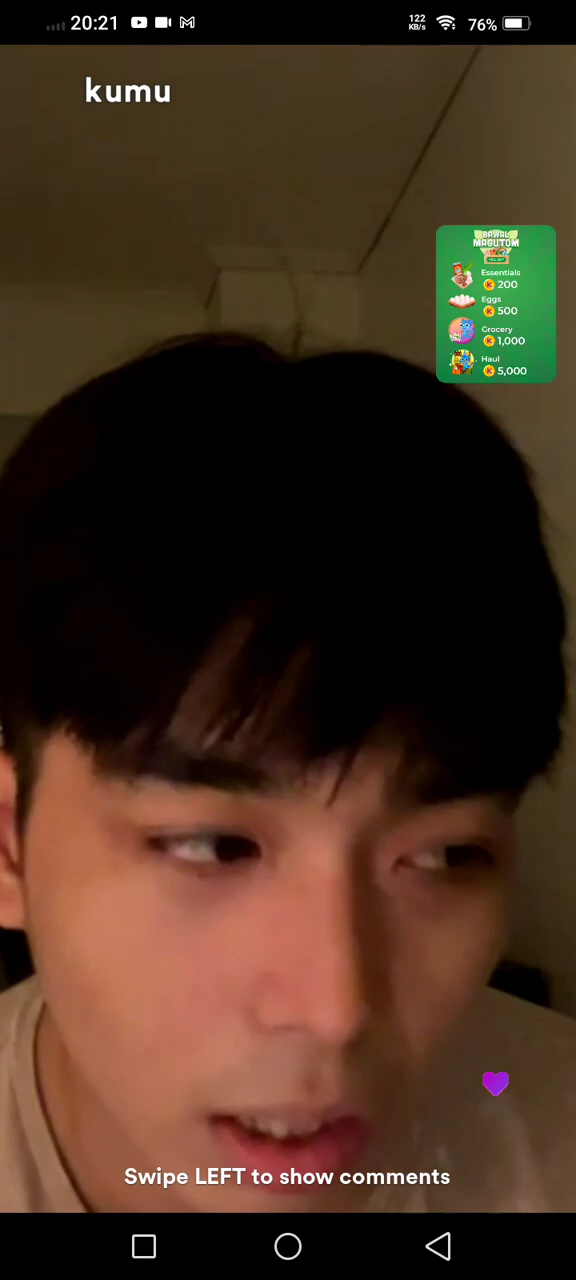 20:21
122
KB/s
76%
kumu
BAWAL
MAGUTOM
Essentials
K 200
Eggs
K 500
Grocery
K 1,000
Haul
K 5,000
Swipe LEFT to show comments